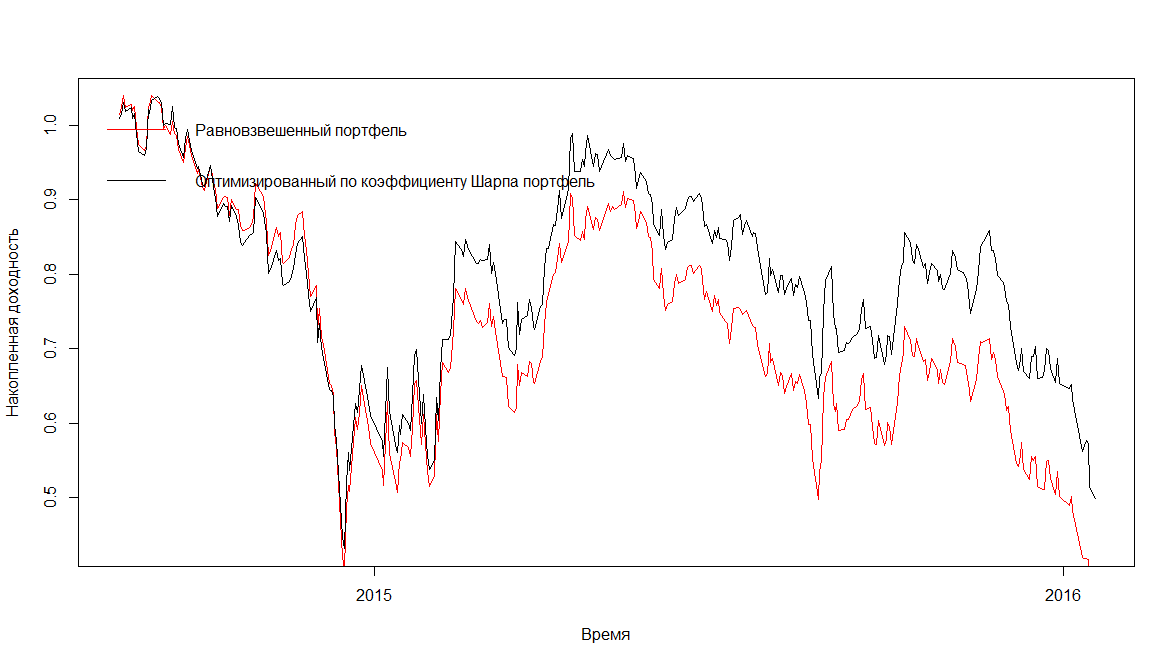 1.0
0.9
0.8
0.7
0.6
0.5
Накопленная доходность
Равновзвешенный портфель
Оптимизированный по коэффициенту Шарпа портфель
2015
2016
Время